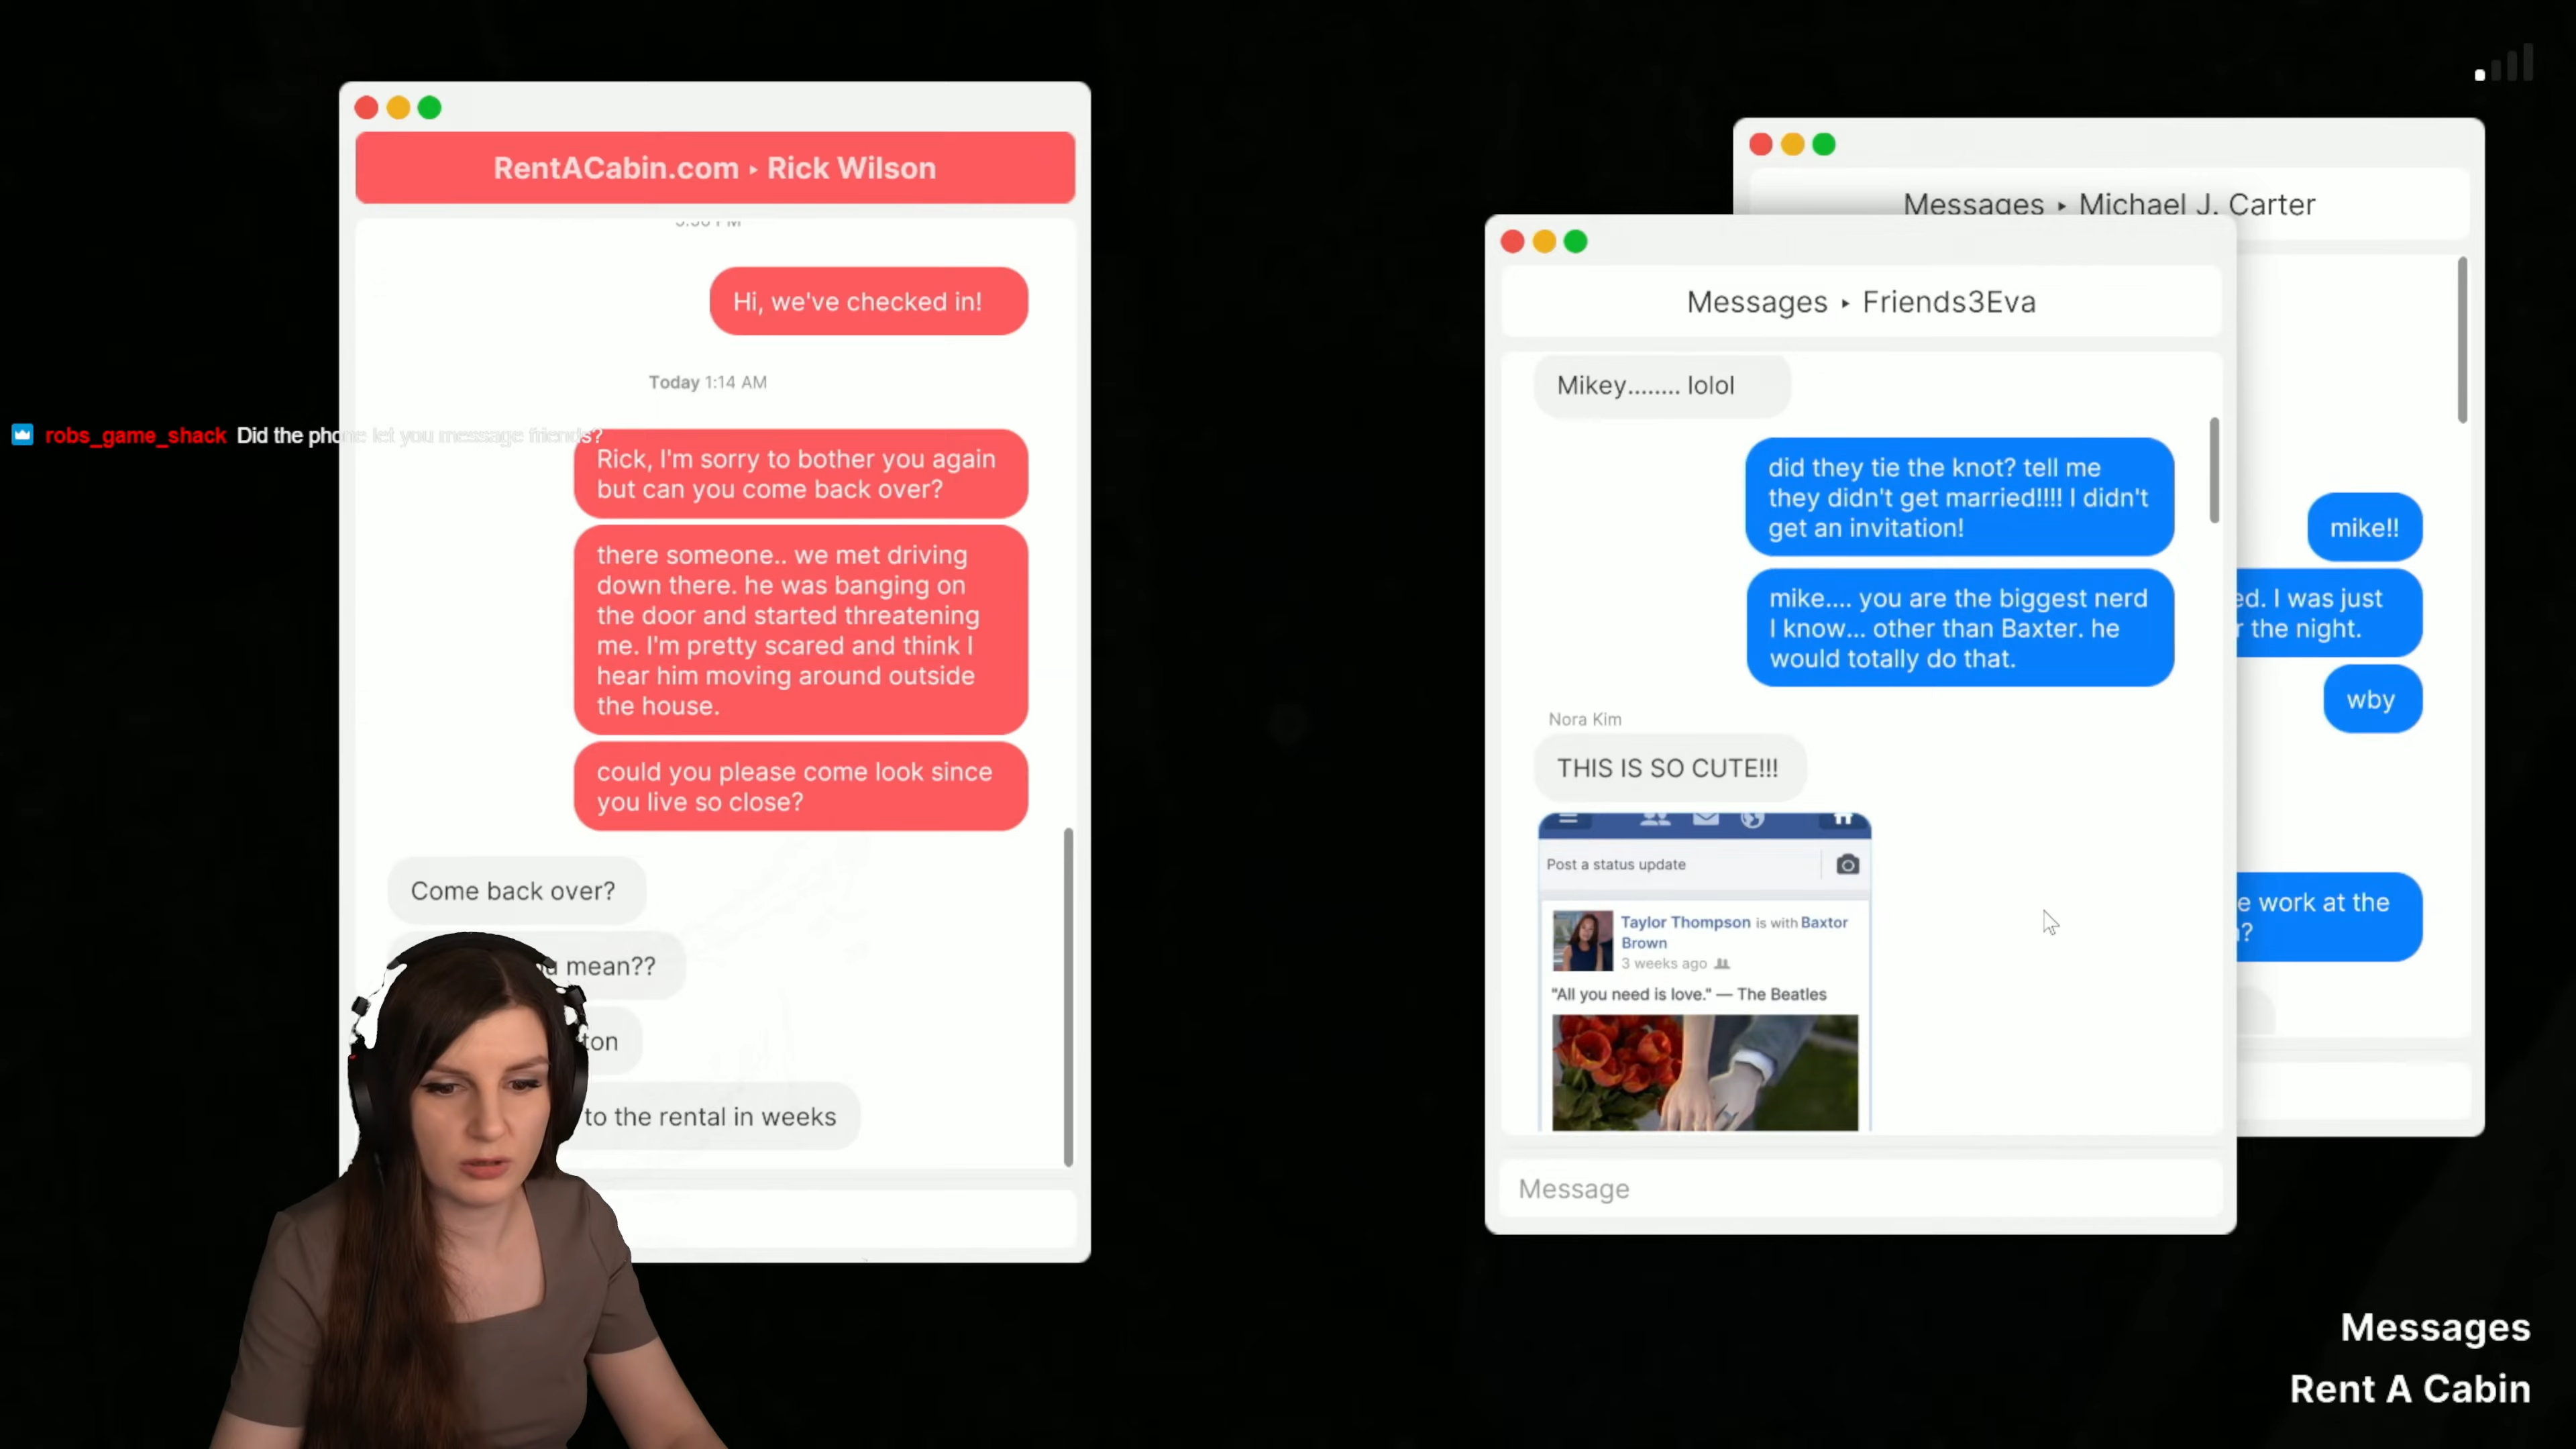 RentACabin.com ‣ Rick Wilson
Hi, we've checked in!
Today 1:14 AM
robs_game_shack Did the phone let you message friends?
Rick, I'm sorry to bother you again
but can you come back over?
there someone.. we met driving
down there. he was banging on
the door and started threatening
me. I'm pretty scared and think I
hear him moving around outside
the house.
could you please come look since
you live so close?
Come back over?
mean??
to the rental in weeks
Messages ‣ Michael J. Carter
mike!!
ed. I was just
the night.
wby
e work at the
?
Messages ‣ Friends3Eva
Mikey........ lolol
did they tie the knot? tell me
they didn't get married!!!! I didn't
get an invitation!
mike.... you are the biggest nerd
I know... other than Baxter. he
would totally do that.
Nora Kim
THIS IS SO CUTE!!!
Post a status update
Taylor Thompson is with Baxtor
Brown
3 weeks ago
"All you need is love." — The Beatles
Message
Messages
Rent A Cabin